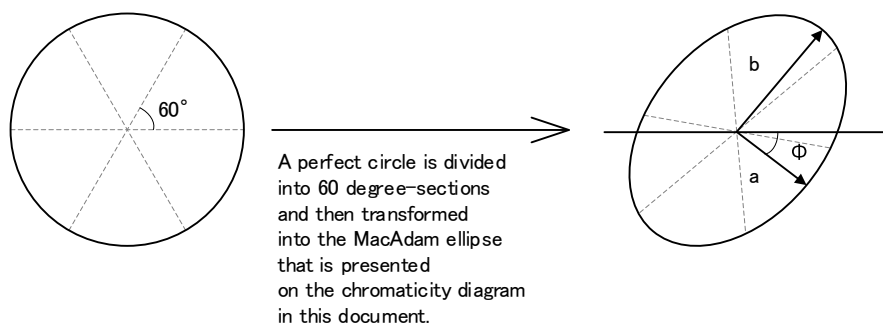 60°
A perfect circle is divided
into 60 degree-sections
and then transformed
into the MacAdam ellipse
that is presented
on the chromaticity diagram
in this document.
b
Φ
a